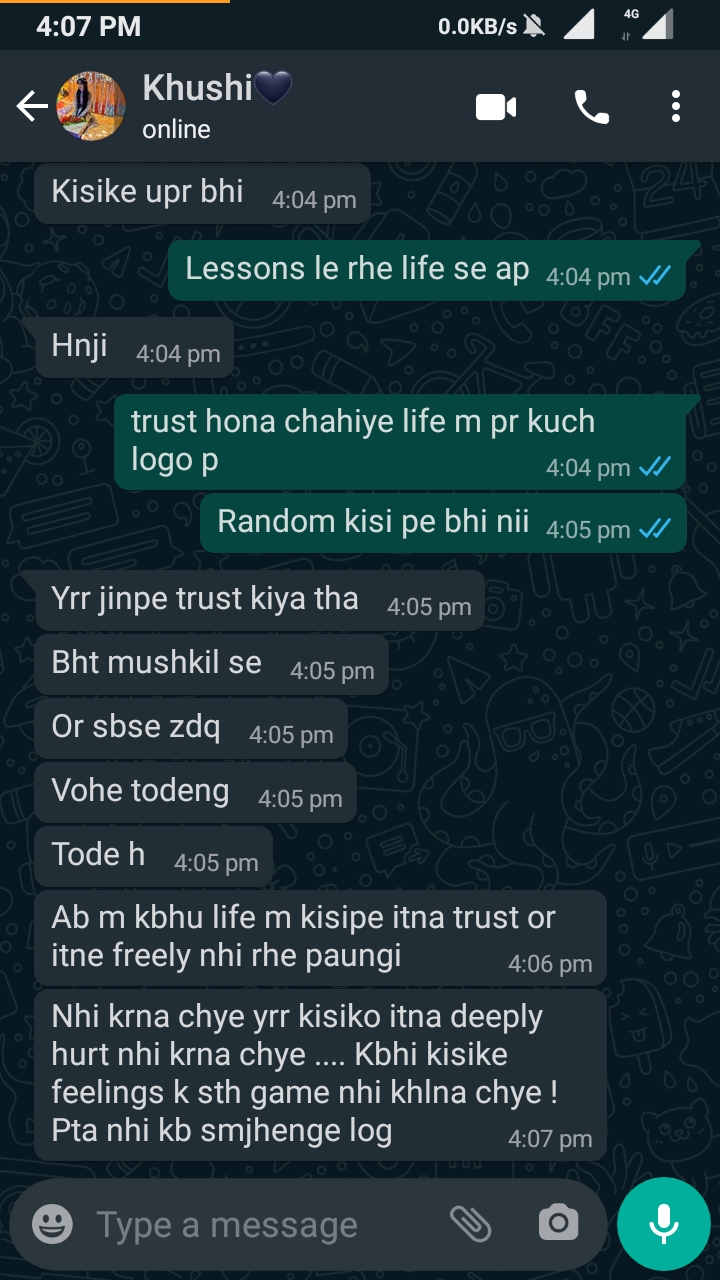 4:07 PM
0.0KB/s
4G
Khushi🖤
online
Kisike upr bhi 4:04 pm
Lessons le rhe life se ap 4:04 pm
Hnji 4:04 pm
trust hona chahiye life m pr kuch
logo p 4:04 pm
Random kisi pe bhi nii 4:05 pm
Yrr jinpe trust kiya tha 4:05 pm
Bht mushkil se 4:05 pm
Or sbse zdq 4:05 pm
Vohe todeng 4:05 pm
Tode h 4:05 pm
Ab m kbhu life m kisipe itna trust or
itne freely nhi rhe paungi 4:06 pm
Nhi krna chye yrr kisiko itna deeply
hurt nhi krna chye .... Kbhi kisike
feelings k sth game nhi khlna chye !
Pta nhi kb smjhenge log 4:07 pm
Type a message